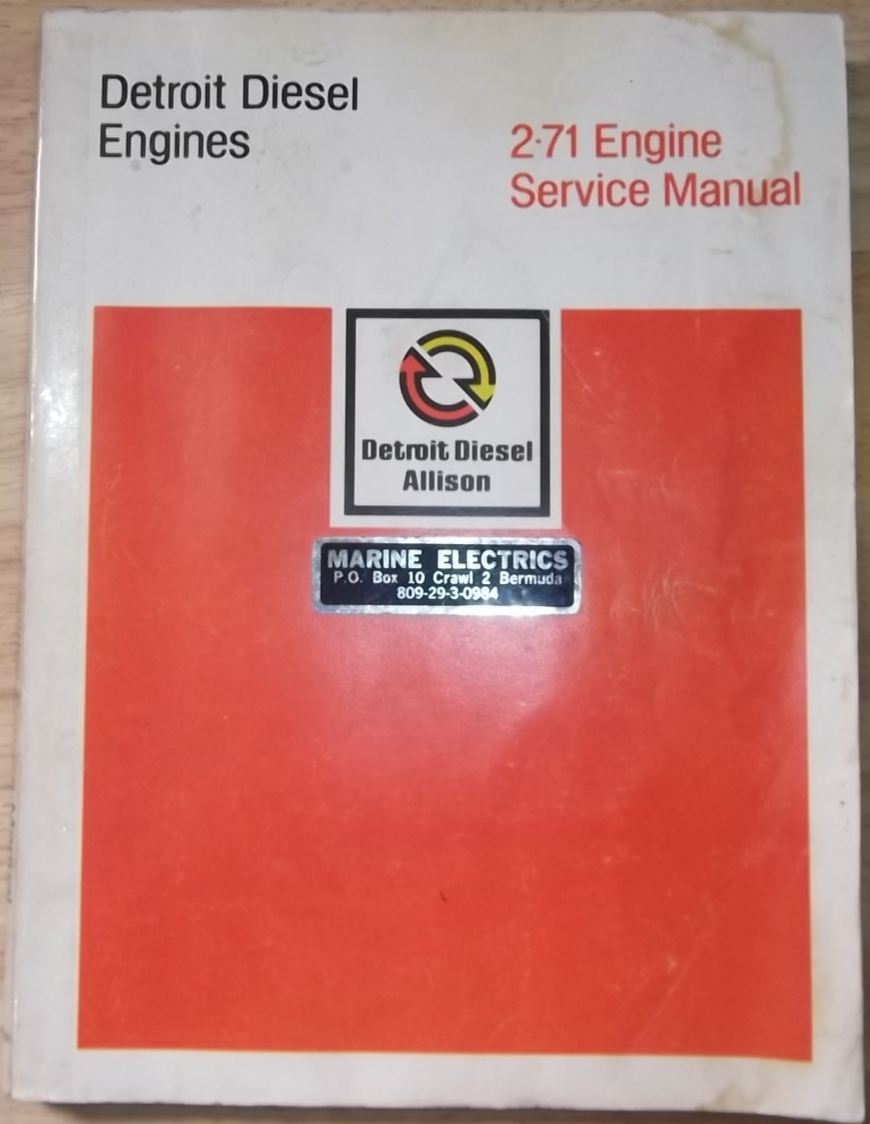 Detroit Diesel
Engines
2-71 Engine
Service Manual
Detroit Diesel
Allison
MARINE ELECTRICS
P.O. Box 10 Crawl 2 Bermuda
809-29-3-0984